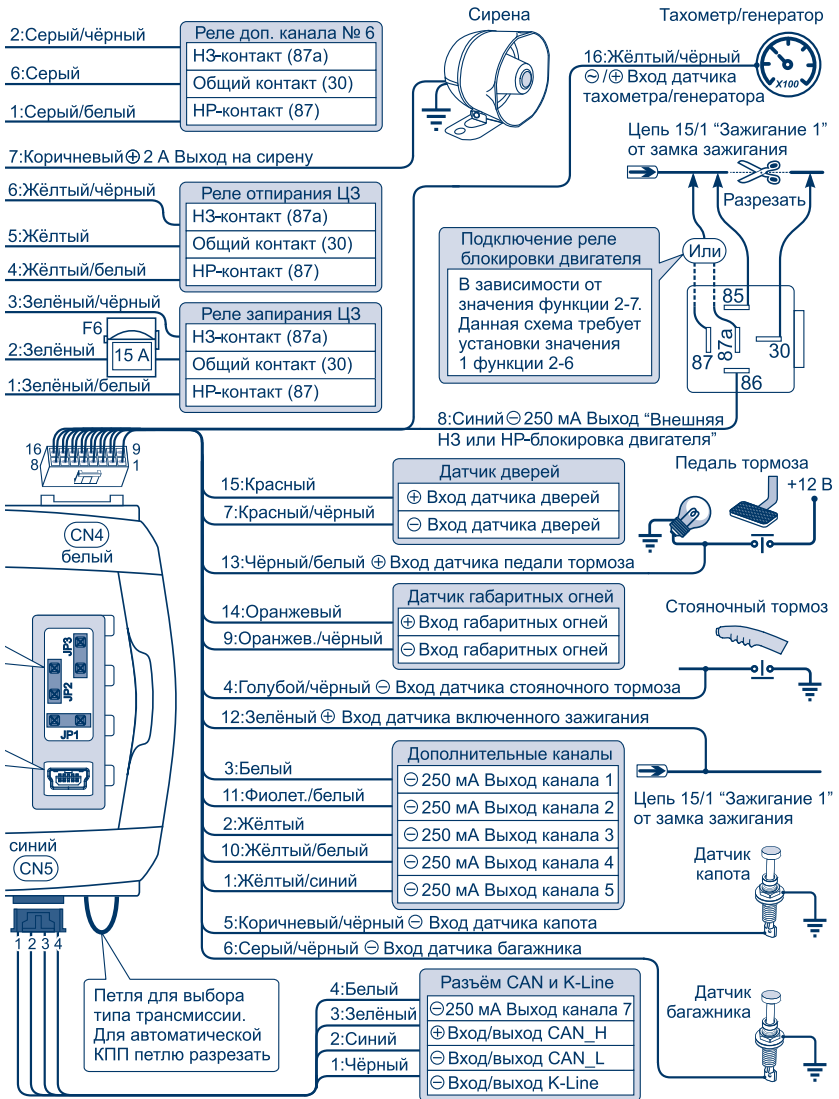 Сирена
Тахометр/генератор
2:Серый/чёрный
Реле доп. канала № 6
НЗ-контакт (87а)
6:Серый
Общий контакт (30)
1:Серый/белый
НР-контакт (87)
16:Жёлтый/чёрный
⊝/⊕ Вход датчика
тахометра/генератора
X100
7:Коричневый ⊕ 2 А Выход на сирену
Цепь 15/1 “Зажигание 1”
от замка зажигания
Разрезать
6:Жёлтый/чёрный
Реле отпирания ЦЗ
НЗ-контакт (87а)
5:Жёлтый
Общий контакт (30)
4:Жёлтый/белый
НР-контакт (87)
Подключение реле
блокировки двигателя
В зависимости от
значения функции 2-7.
Данная схема требует
установки значения
1 функции 2-6
Или
85
87
87a
30
86
3:Зелёный/чёрный
Реле запирания ЦЗ
F6
НЗ-контакт (87а)
2:Зелёный
15 А
Общий контакт (30)
1:Зелёный/белый
НР-контакт (87)
8:Синий ⊖ 250 мА Выход “Внешняя
НЗ или НР-блокировка двигателя”
16
9
8
1
CN4
белый
15:Красный
Датчик дверей
⊕ Вход датчика дверей
7:Красный/чёрный
⊖ Вход датчика дверей
Педаль тормоза
+12 В
13:Чёрный/белый ⊕ Вход датчика педали тормоза
14:Оранжевый
Датчик габаритных огней
⊕ Вход габаритных огней
9:Оранжев./чёрный
⊖ Вход габаритных огней
Стояночный тормоз
4:Голубой/чёрный ⊖ Вход датчика стояночного тормоза
12:Зелёный ⊕ Вход датчика включенного зажигания
JP3
JP2
JP1
Дополнительные каналы
3:Белый
⊖ 250 мА Выход канала 1
11:Фиолет./белый
⊖ 250 мА Выход канала 2
2:Жёлтый
⊖ 250 мА Выход канала 3
10:Жёлтый/белый
⊖ 250 мА Выход канала 4
1:Жёлтый/синий
⊖ 250 мА Выход канала 5
Цепь 15/1 “Зажигание 1”
от замка зажигания
синий
CN5
Датчик
капота
5:Коричневый/чёрный ⊖ Вход датчика капота
6:Серый/чёрный ⊖ Вход датчика багажника
1 2 3 4
Петля для выбора
типа трансмиссии.
Для автоматической
КПП петлю разрезать
Разъём CAN и K-Line
4:Белый
⊖250 мА Выход канала 7
3:Зелёный
⊕ Вход/выход CAN_H
2:Синий
⊖ Вход/выход CAN_L
1:Чёрный
⊖ Вход/выход K-Line
Датчик
багажника